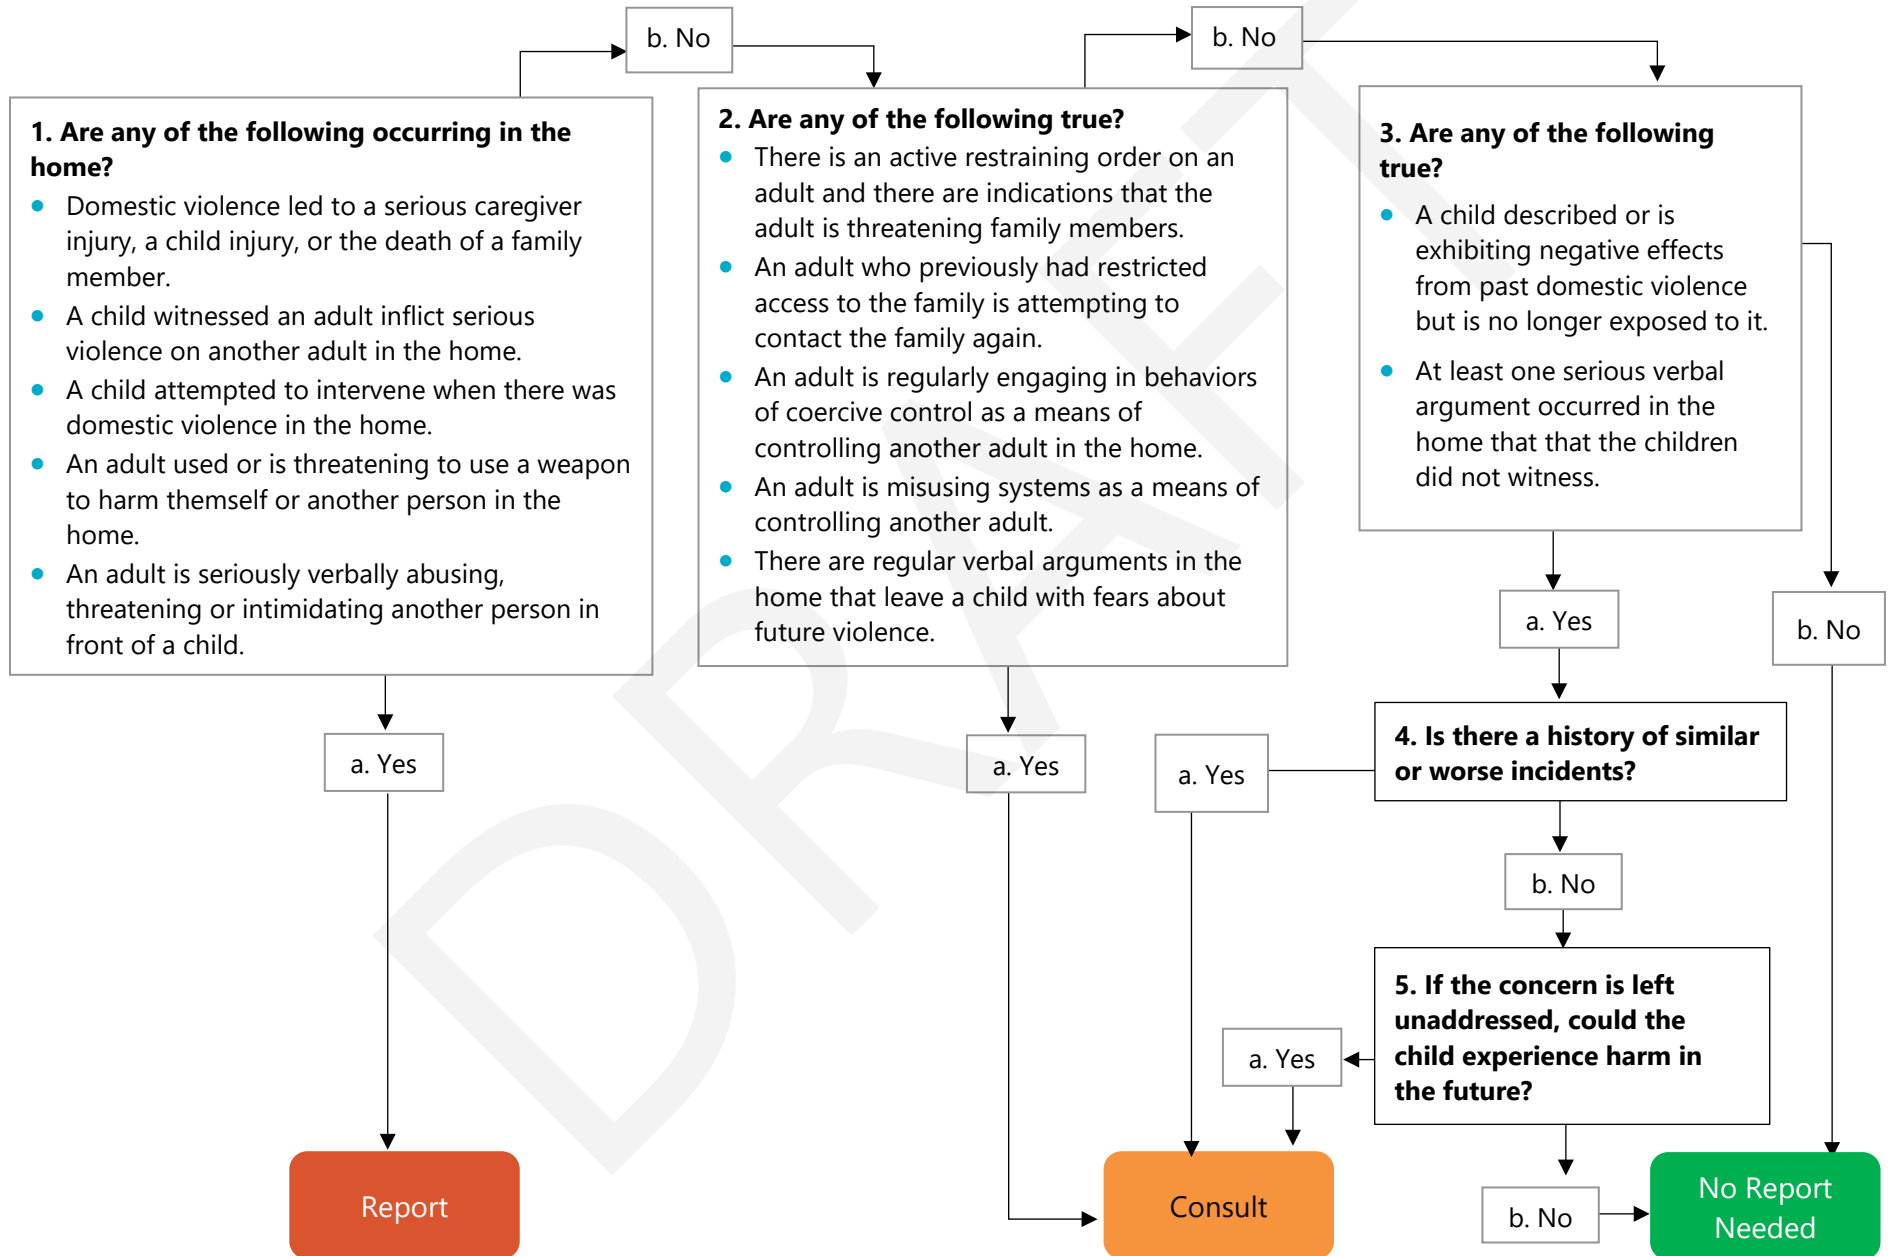 b. No
b. No
1. Are any of the following occurring in the
home?
• Domestic violence led to a serious caregiver
injury, a child injury, or the death of a family
member.
• A child witnessed an adult inflict serious
violence on another adult in the home.
• A child attempted to intervene when there was
domestic violence in the home.
• An adult used or is threatening to use a weapon
to harm themself or another person in the
home.
• An adult is seriously verbally abusing,
threatening or intimidating another person in
front of a child.
2. Are any of the following true?
• There is an active restraining order on an
adult and there are indications that the
adult is threatening family members.
• An adult who previously had restricted
access to the family is attempting to
contact the family again.
• An adult is regularly engaging in behaviors
of coercive control as a means of
controlling another adult in the home.
• An adult is misusing systems as a means of
controlling another adult.
• There are regular verbal arguments in the
home that leave a child with fears about
future violence.
3. Are any of the following
true?
• A child described or is
exhibiting negative effects
from past domestic violence
but is no longer exposed to it.
• At least one serious verbal
argument occurred in the
home that that the children
did not witness.
a. Yes
b. No
a. Yes
a. Yes
a. Yes
4. Is there a history of similar
or worse incidents?
b. No
5. If the concern is left
unaddressed, could the
child experience harm in
the future?
a. Yes
b. No
Report
Consult
No Report
Needed
DRAFT